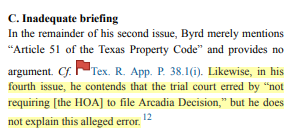 C. Inadequate briefing
In the remainder of his second issue, Byrd merely mentions
“Article 51 of the Texas Property Code” and provides no
argument. Cf. Tex. R. App. P. 38.1(i). Likewise, in his
fourth issue, he contends that the trial court erred by “not
requiring [the HOA] to file Arcadia Decision,” but he does
not explain this alleged error. 12